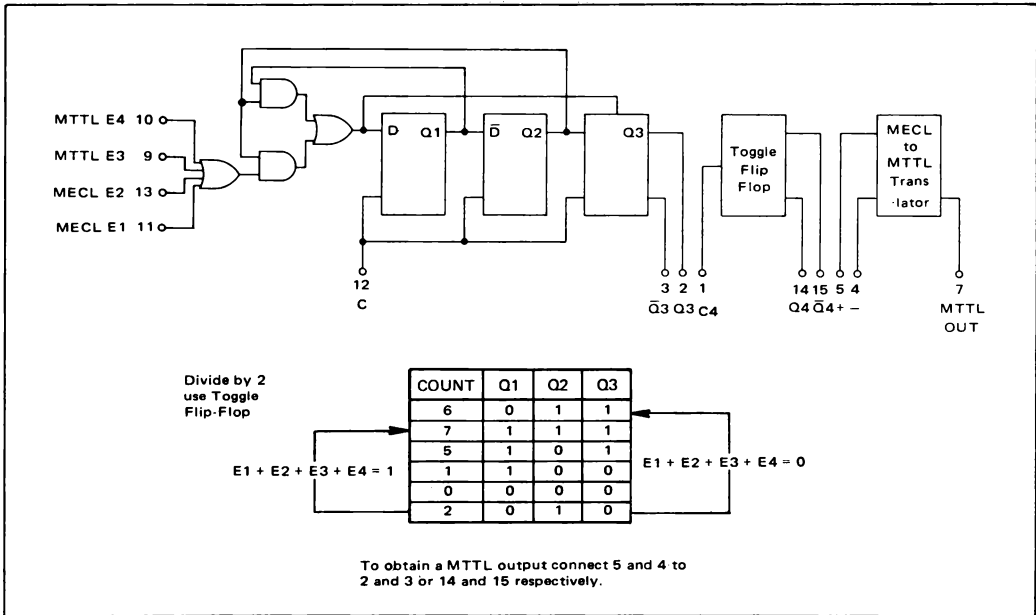 MTTL E4 10
MTTL E3 9
MECL E2 13
MECL E1 11
D Q1
D̅ Q2
Q3
Toggle
Flip
Flop
MECL
to
MTTL
Trans
-lator
12
C
3 2 1
Q̅3 Q3 C4
14 15 5 4
Q4 Q̅4 + −
7
MTTL
OUT
Divide by 2
use Toggle
Flip-Flop
COUNT Q1 Q2 Q3
6 0 1 1
7 1 1 1
5 1 0 1
1 1 0 0
0 0 0 0
2 0 1 0
E1 + E2 + E3 + E4 = 1
E1 + E2 + E3 + E4 = 0
To obtain a MTTL output connect 5 and 4 to
2 and 3 or 14 and 15 respectively.